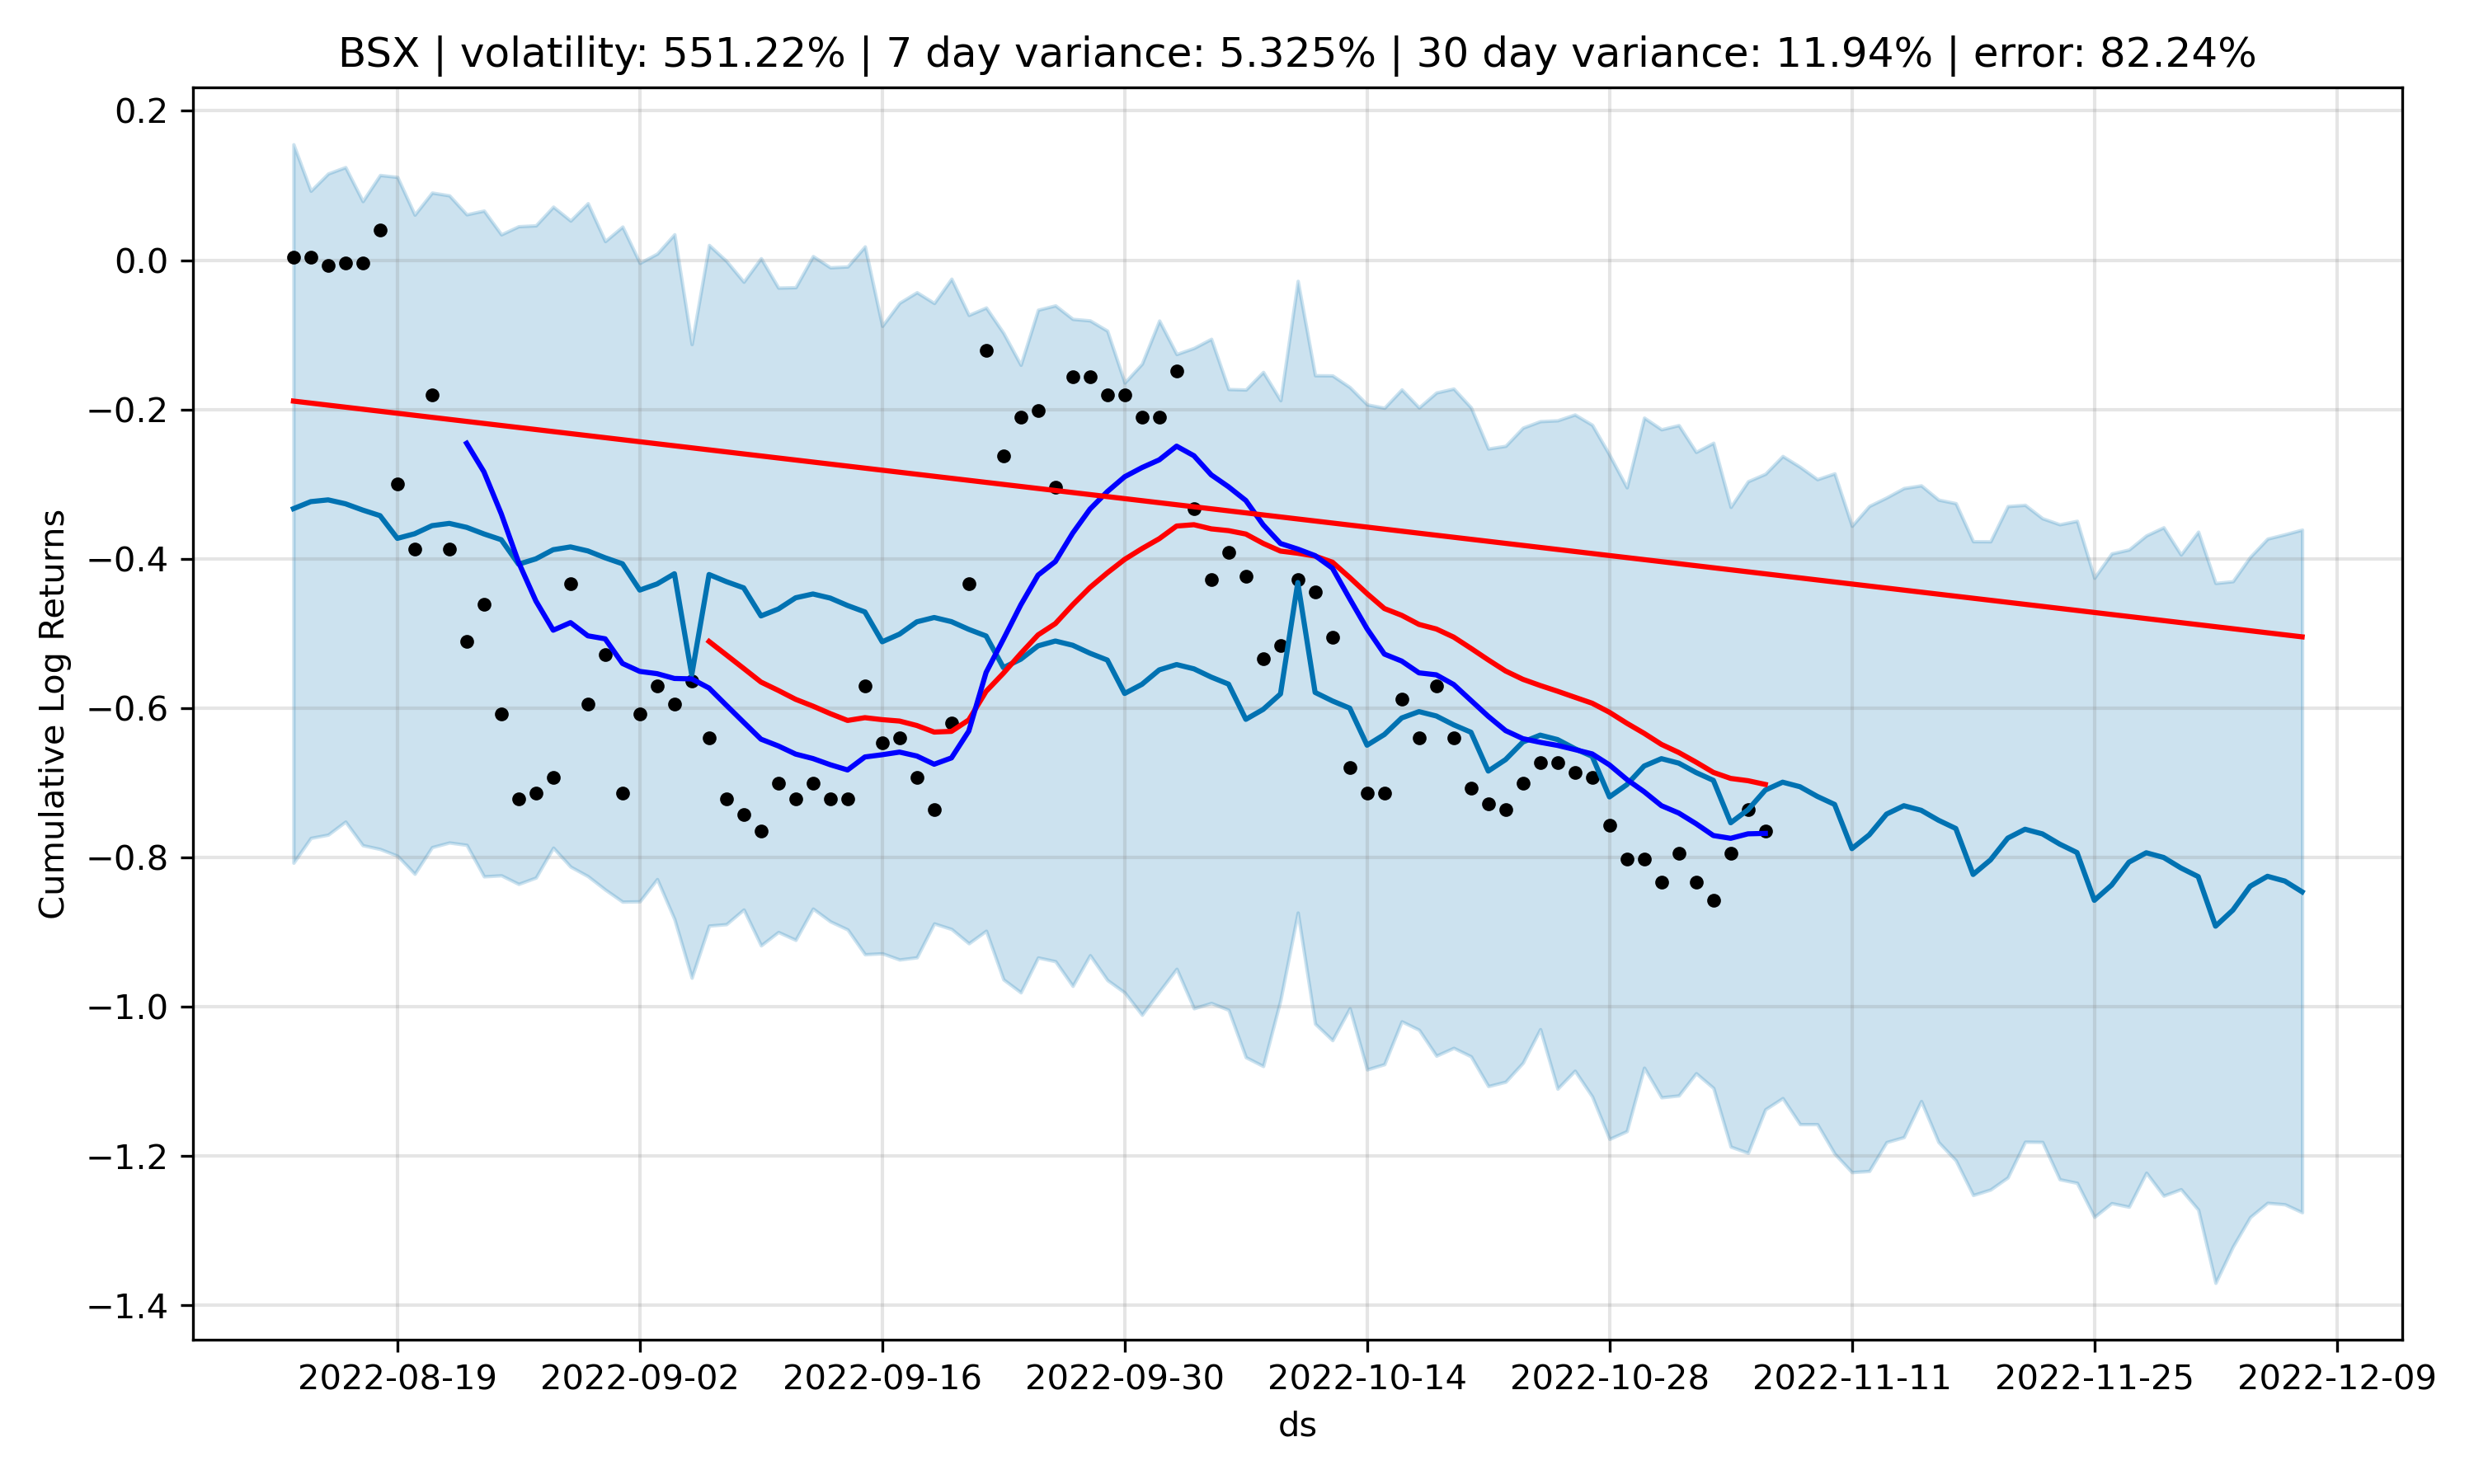 BSX | volatility: 551.22% | 7 day variance: 5.325% | 30 day variance: 11.94% | error: 82.24%
0.2
0.0
−0.2
−0.4
−0.6
−0.8
−1.0
−1.2
−1.4
Cumulative Log Returns
2022-08-19 2022-09-02 2022-09-16 2022-09-30 2022-10-14 2022-10-28 2022-11-11 2022-11-25 2022-12-09
ds